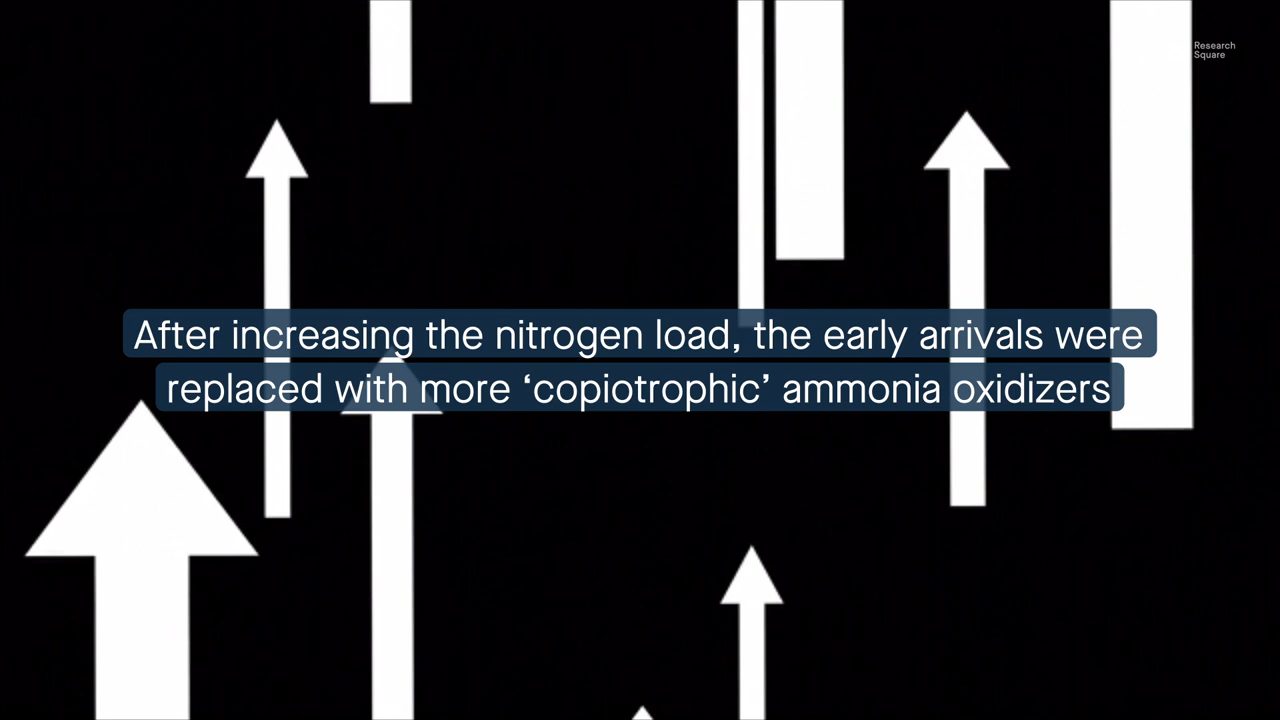 Research
Square
After increasing the nitrogen load, the early arrivals were
replaced with more ‘copiotrophic’ ammonia oxidizers